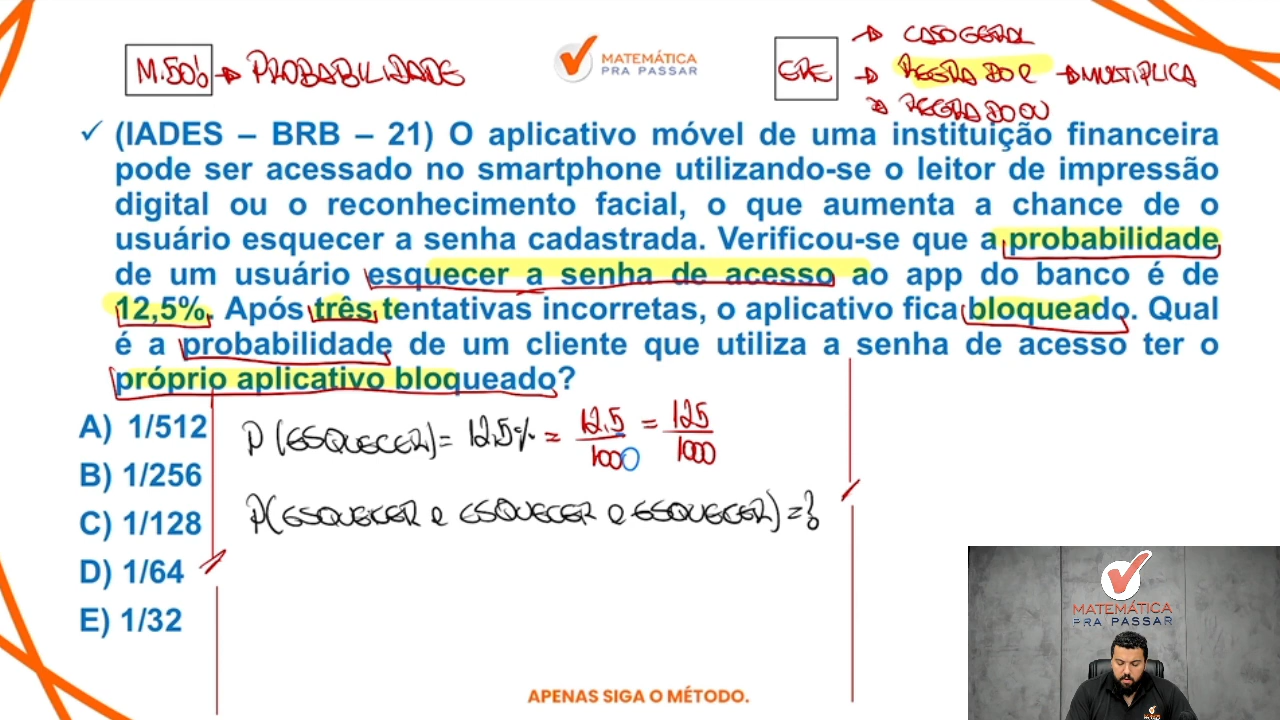 M.50% → PROBABILIDADE
MATEMÁTICA
PRA PASSAR
→ CASO GERAL
→ REGRA DO E → MULTIPLICA
→ REGRA DO OU
✓ (IADES – BRB – 21) O aplicativo móvel de uma instituição financeira
pode ser acessado no smartphone utilizando-se o leitor de impressão
digital ou o reconhecimento facial, o que aumenta a chance de o
usuário esquecer a senha cadastrada. Verificou-se que a probabilidade
de um usuário esquecer a senha de acesso ao app do banco é de
12,5%. Após três tentativas incorretas, o aplicativo fica bloqueado. Qual
é a probabilidade de um cliente que utiliza a senha de acesso ter o
próprio aplicativo bloqueado?
A) 1/512
B) 1/256
C) 1/128
D) 1/64
E) 1/32
P(ESQUECER) = 12,5% = 12,5/1000 = 125/1000
P(ESQUECER e ESQUECER e ESQUECER) = ?
MATEMÁTICA
PRA PASSAR
APENAS SIGA O MÉTODO.